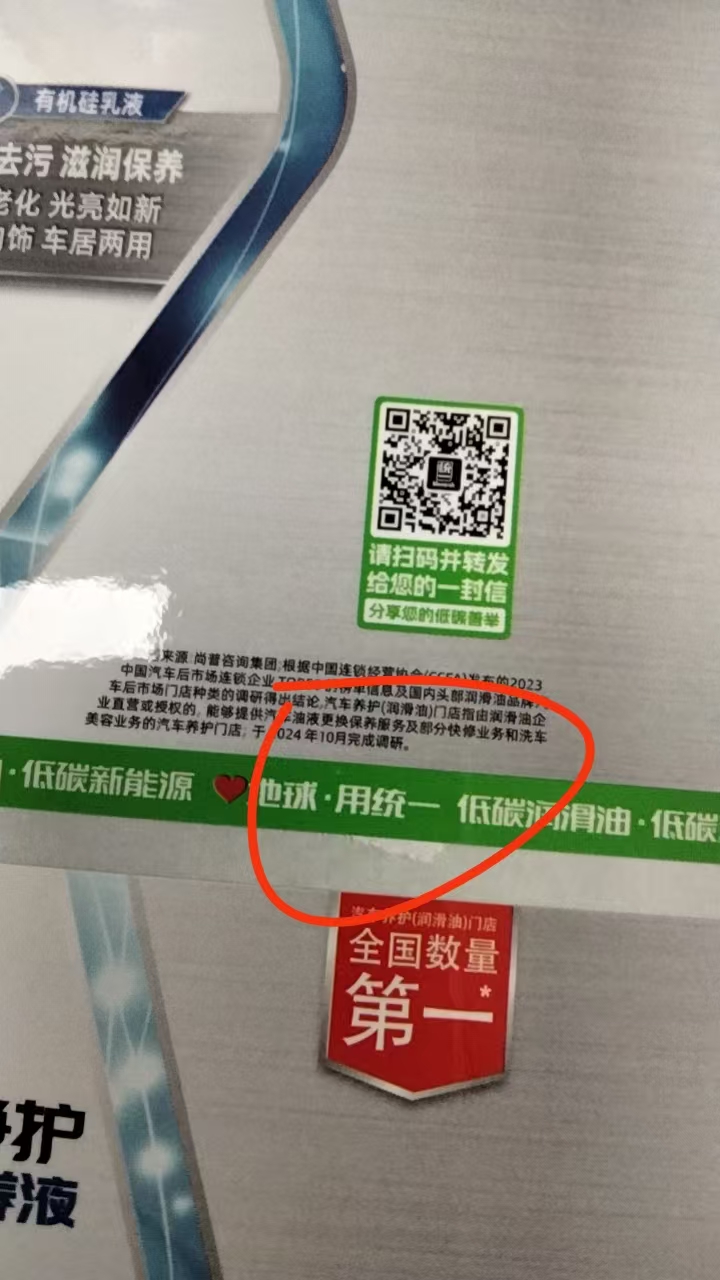 有机硅乳液
去污 滋润保养
老化 光亮如新
饰 车居两用
请扫码并转发
给您的一封信
分享您的低碳善举
来源:尚普咨询集团;根据中国连锁经营协会(CCFA)发布的2023
中国汽车后市场连锁企业 的榜单信息及国内头部润滑油品牌
车后市场门店种类的调研得出结论,汽车养护(润滑油)门店指由润滑油企
业直营或授权的,能够提供汽车油液更换保养服务及部分快修业务和洗车
美容业务的汽车养护门店;于2024年10月完成调研。
·低碳新能源 ❤地球·用统一 低碳润滑油·低碳
汽车养护(润滑油)门店
全国数量
第一*
护
液